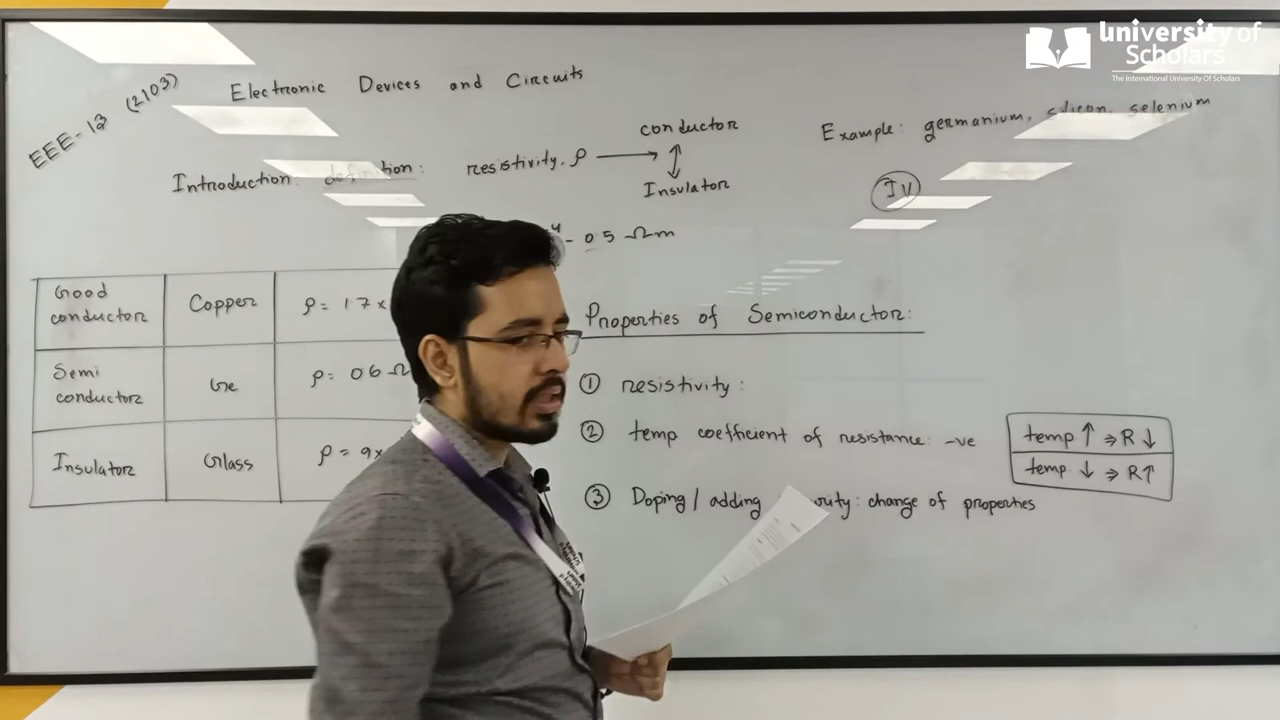 University of
Scholars
The International University Of Scholars
EEE-13 (2103)
Electronic Devices and Circuits
Introduction: definition: resistivity, ρ ⟶ conductor ↕ Insulator
Example: germanium, silicon, selenium
IV
- 0.5 Ωm
Good conductor Copper ρ = 1.7 x
Semi conductor Ge ρ = 0.6 Ω
Insulator Glass ρ = 9x
Properties of Semiconductor:
① resistivity:
② temp coefficient of resistance: -ve
temp ↑ ⇒ R ↓
temp ↓ ⇒ R↑
③ Doping / adding : change of properties